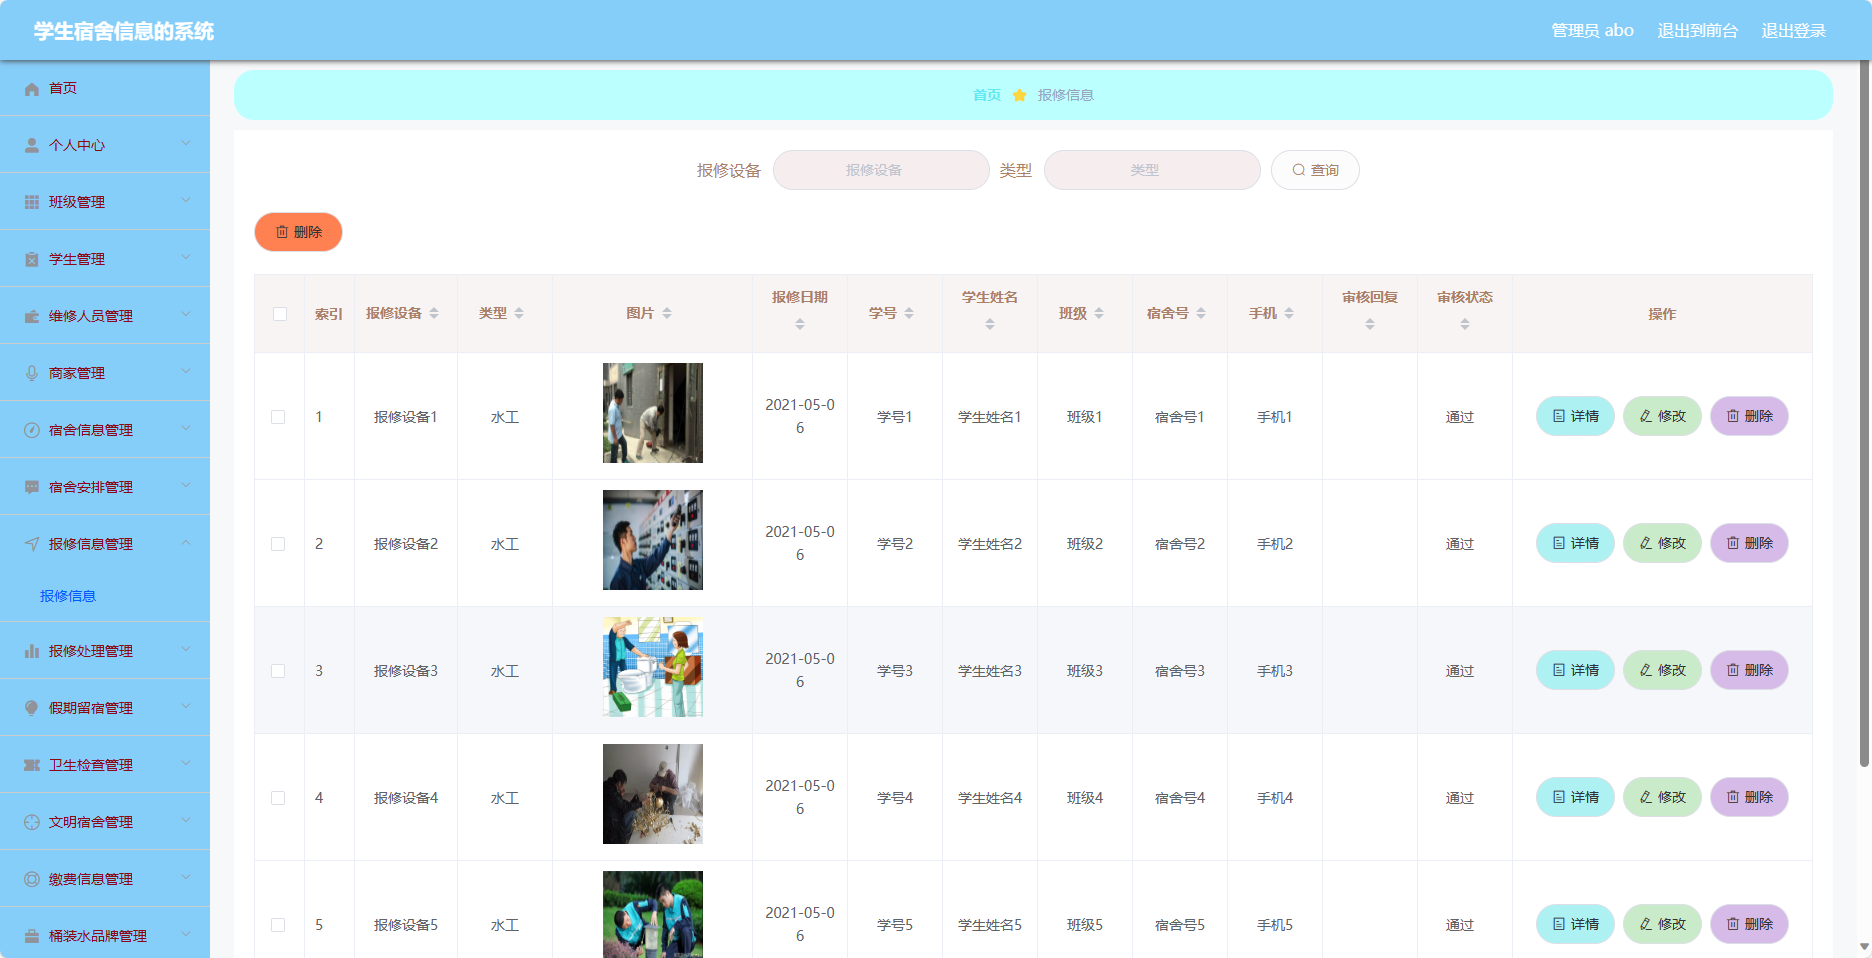 学生宿舍信息的系统
管理员 abo 退出到前台 退出登录
首页
个人中心
班级管理
学生管理
维修人员管理
商家管理
宿舍信息管理
宿舍安排管理
报修信息管理
报修信息
报修处理管理
假期留宿管理
卫生检查管理
文明宿舍管理
缴费信息管理
桶装水品牌管理
首页 报修信息
报修设备 报修设备 类型 类型 查询
删除
索引 报修设备 类型 图片 报修日期 学号 学生姓名 班级 宿舍号 手机 审核回复 审核状态 操作
1 报修设备1 水工 2021-05-0 学号1 学生姓名1 班级1 宿舍号1 手机1 通过 详情 修改 删除
6
2 报修设备2 水工 2021-05-0 学号2 学生姓名2 班级2 宿舍号2 手机2 通过 详情 修改 删除
6
3 报修设备3 水工 2021-05-0 学号3 学生姓名3 班级3 宿舍号3 手机3 通过 详情 修改 删除
6
4 报修设备4 水工 2021-05-0 学号4 学生姓名4 班级4 宿舍号4 手机4 通过 详情 修改 删除
6
5 报修设备5 水工 2021-05-0 学号5 学生姓名5 班级5 宿舍号5 手机5 通过 详情 修改 删除
6